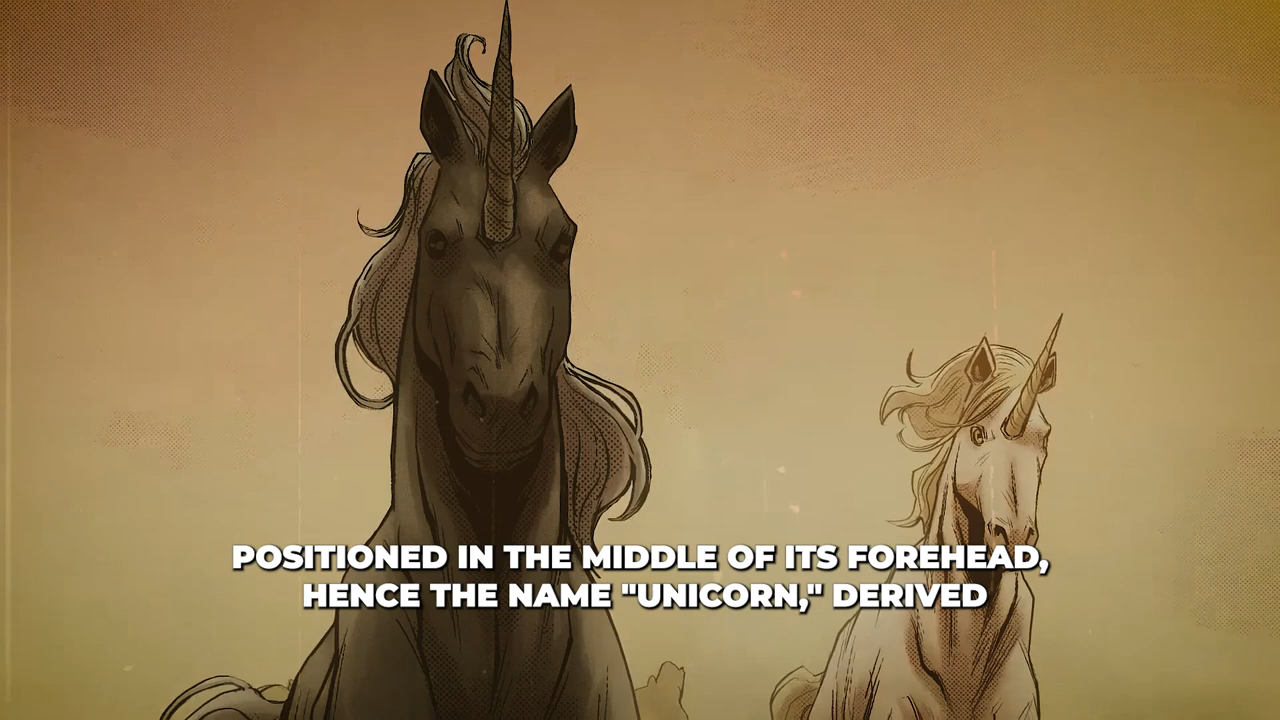 POSITIONED IN THE MIDDLE OF ITS FOREHEAD,
HENCE THE NAME "UNICORN," DERIVED